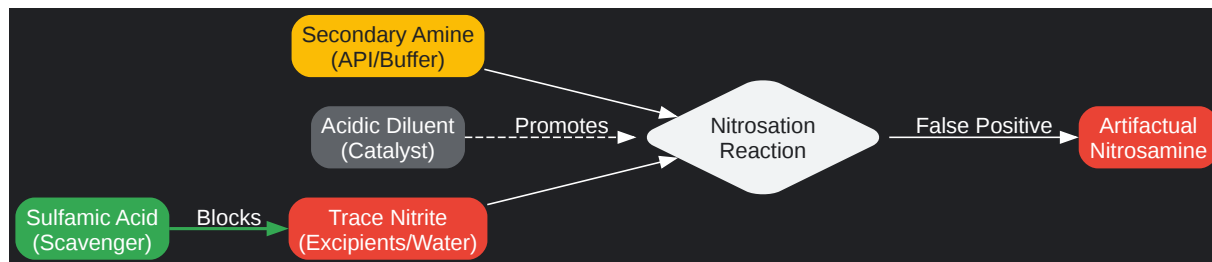 Secondary Amine
(API/Buffer)
Acidic Diluent
(Catalyst)
Promotes
Nitrosation
Reaction
False Positive
Artifactual
Nitrosamine
Sulfamic Acid
(Scavenger)
Blocks
Trace Nitrite
(Excipients/Water)